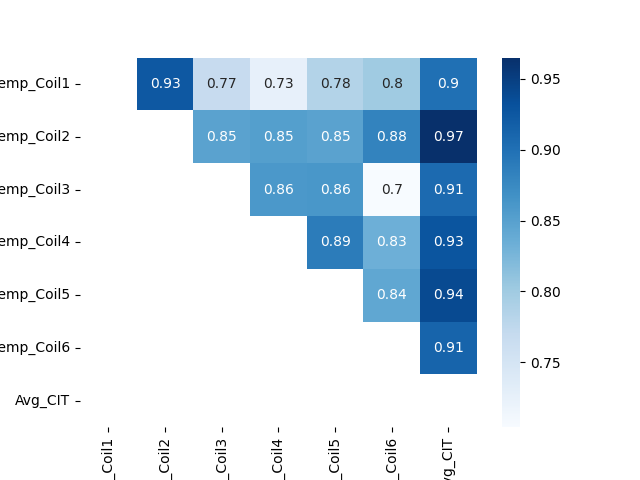 emp_Coil1 0.93 0.77 0.73 0.78 0.8 0.9
emp_Coil2 0.85 0.85 0.85 0.88 0.97
emp_Coil3 0.86 0.86 0.7 0.91
emp_Coil4 0.89 0.83 0.93
emp_Coil5 0.84 0.94
emp_Coil6 0.91
Avg_CIT
_Coil1
_Coil2
_Coil3
_Coil4
_Coil5
_Coil6
vg_CIT
0.95
0.90
0.85
0.80
0.75